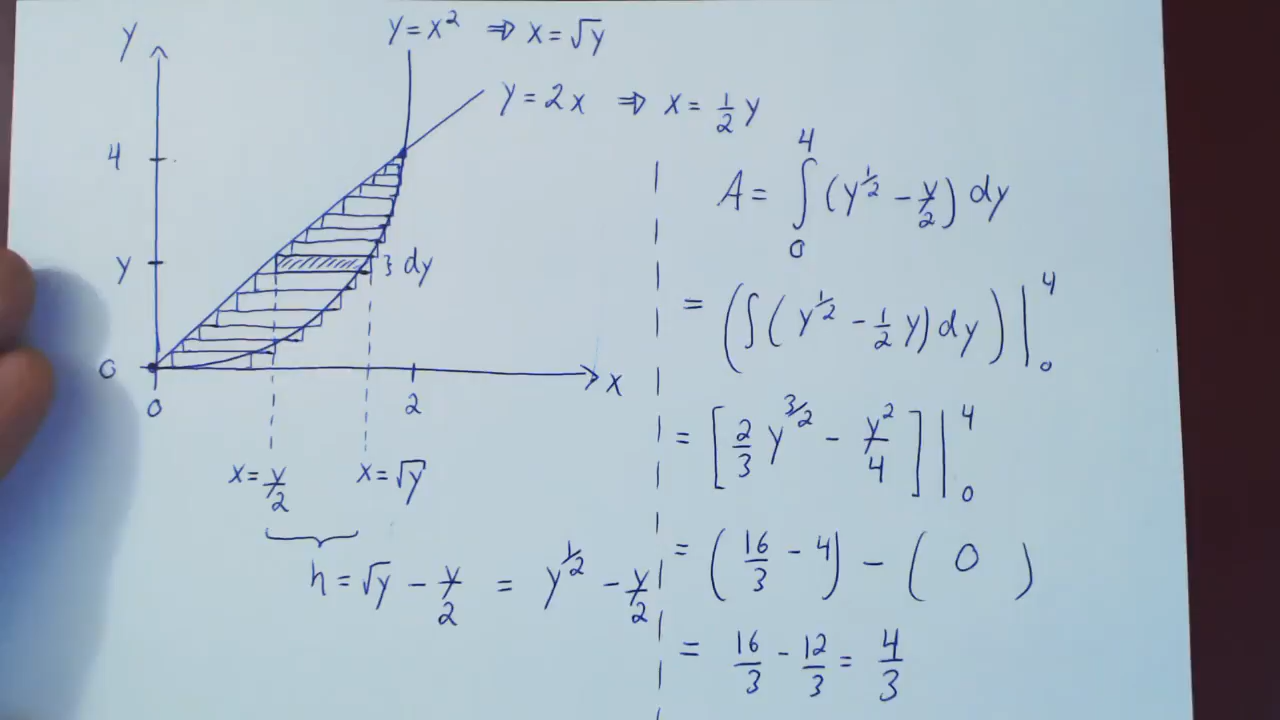 y = x² ⇒ x = √y
y = 2x ⇒ x = 1/2 y
y
4
y
} dy
0
x
0
2
x = y/2
x = √y
h = √y - y/2 = y^(1/2) - y/2
A = ∫₀⁴ (y^(1/2) - y/2) dy
= (∫ (y^(1/2) - 1/2 y) dy) |₀⁴
= [2/3 y^(3/2) - y²/4] |₀⁴
= (16/3 - 4) - ( 0 )
= 16/3 - 12/3 = 4/3